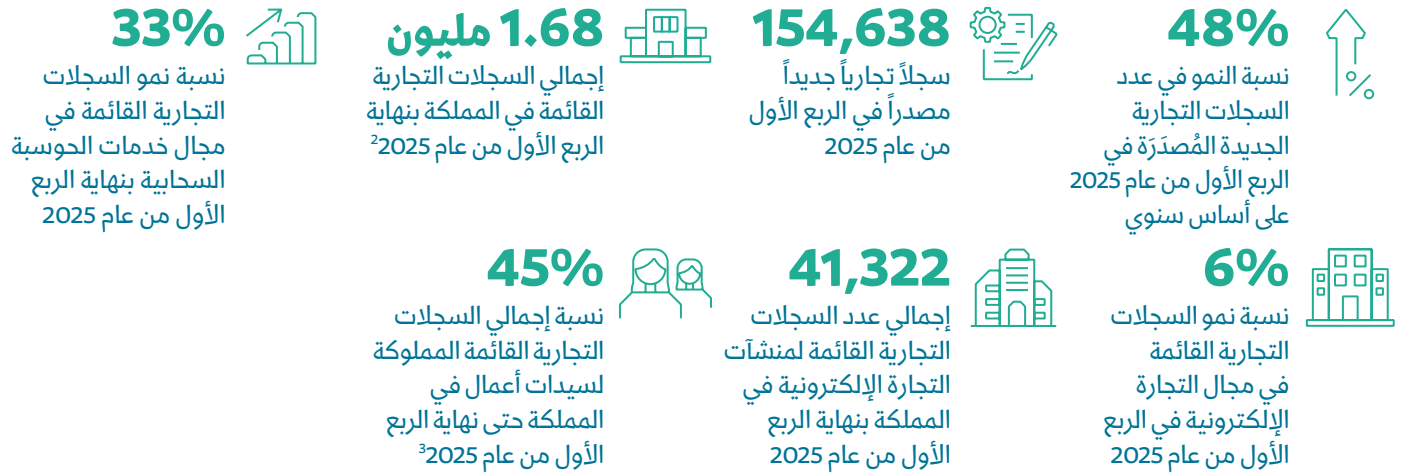 48%
نسبة النمو في عدد
السجلات التجارية
الجديدة المُصدَرَة في
الربع الأول من عام 2025
على أساس سنوي
154,638
سجلاً تجارياً جديداً
مصدراً في الربع الأول
من عام 2025
1.68 مليون
إجمالي السجلات التجارية
القائمة في المملكة بنهاية
الربع الأول من عام 2025²
33%
نسبة نمو السجلات
التجارية القائمة في
مجال خدمات الحوسبة
السحابية بنهاية الربع
الأول من عام 2025
6%
نسبة نمو السجلات
التجارية القائمة
في مجال التجارة
الإلكترونية في الربع
الأول من عام 2025
41,322
إجمالي عدد السجلات
التجارية القائمة لمنشآت
التجارة الإلكترونية في
المملكة بنهاية الربع
الأول من عام 2025
45%
نسبة إجمالي السجلات
التجارية القائمة المملوكة
لسيدات أعمال في
المملكة حتى نهاية الربع
الأول من عام 2025³
%